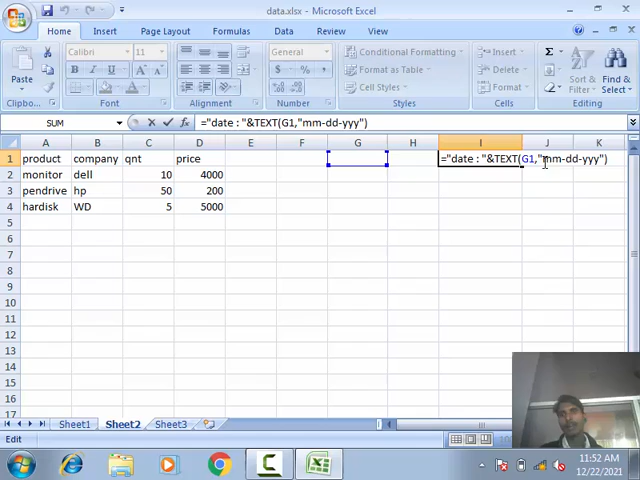 data.xlsx - Microsoft Excel
Home Insert Page Layout Formulas Data Review View
Paste
Clipboard
Calibri 11
B I U A A
Font
Alignment
General
$ % ,
Number
Conditional Formatting
Format as Table
Cell Styles
Styles
Insert
Delete
Format
Cells
Σ
Sort & Filter
Find & Select
Editing
SUM fx ="date : "&TEXT(G1,"mm-dd-yyy")
A B C D E F G H I J K
1 product company qnt price ="date : "&TEXT(G1,"mm-dd-yyy")
2 monitor dell 10 4000
3 pendrive hp 50 200
4 hardisk WD 5 5000
5
6
7
8
9
10
11
12
13
14
15
16
17
Sheet1 Sheet2 Sheet3
Edit
11:52 AM
12/22/2021